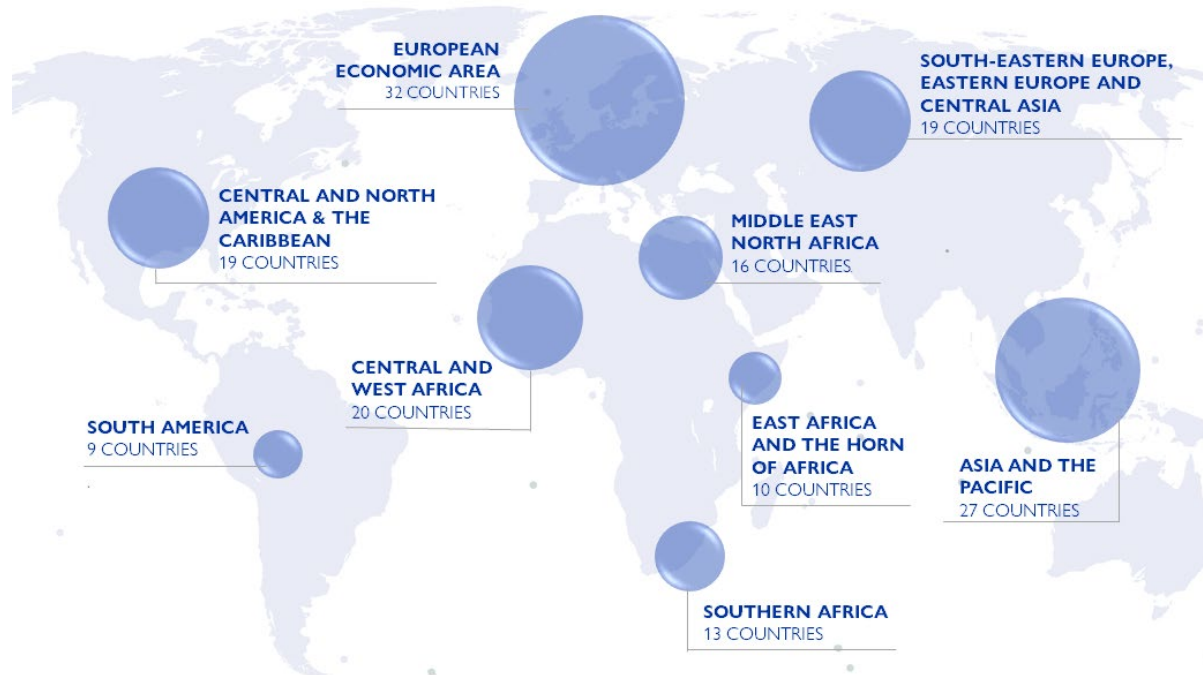 EUROPEAN
ECONOMIC AREA
32 COUNTRIES
SOUTH-EASTERN EUROPE,
EASTERN EUROPE AND
CENTRAL ASIA
19 COUNTRIES
CENTRAL AND NORTH
AMERICA & THE
CARIBBEAN
19 COUNTRIES
MIDDLE EAST
NORTH AFRICA
16 COUNTRIES
CENTRAL AND
WEST AFRICA
20 COUNTRIES
SOUTH AMERICA
9 COUNTRIES
EAST AFRICA
AND THE HORN
OF AFRICA
10 COUNTRIES
ASIA AND THE
PACIFIC
27 COUNTRIES
SOUTHERN AFRICA
13 COUNTRIES